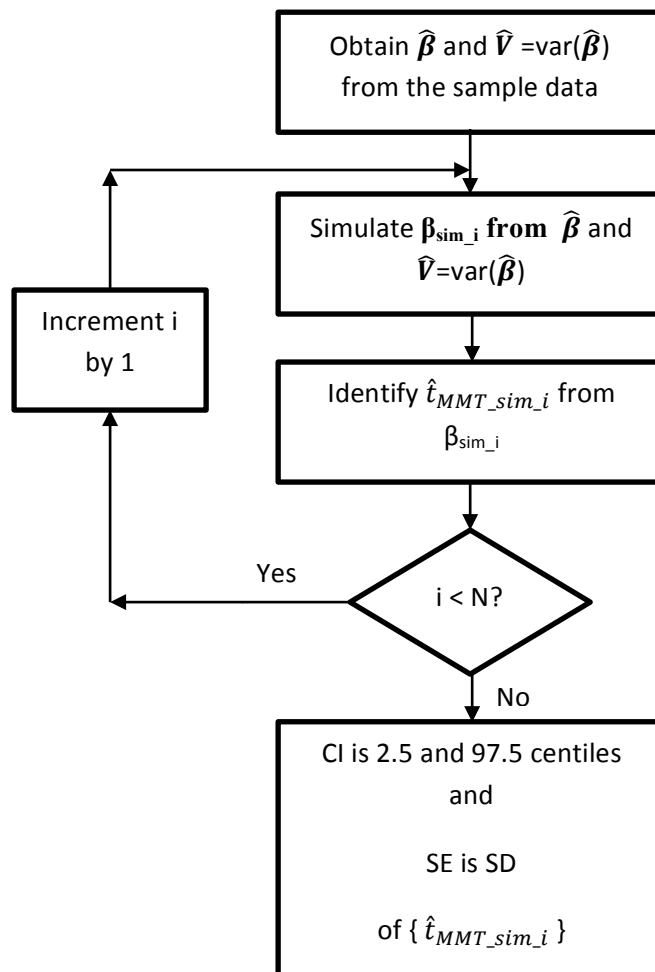 Obtain β̂ and V̂ =var(β̂)
from the sample data
Simulate βsim_i from β̂ and
V̂=var(β̂)
Increment i
by 1
Identify t̂MMT_sim_i from
βsim_i
Yes
i < N?
No
CI is 2.5 and 97.5 centiles
and
SE is SD
of { t̂MMT_sim_i }